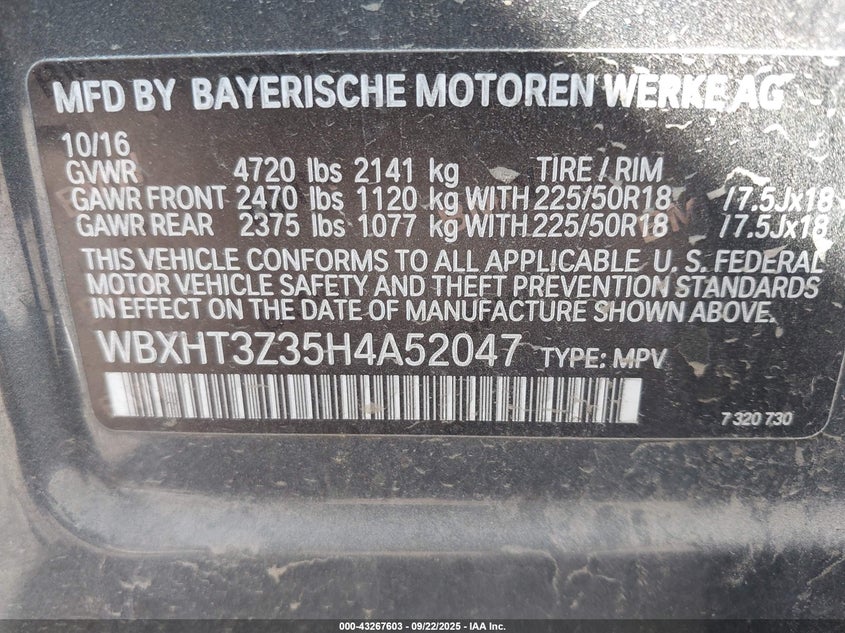 MFD BY BAYERISCHE MOTOREN WERKE AG
10/16
GVWR 4720 lbs 2141 kg TIRE / RIM
GAWR FRONT 2470 lbs 1120 kg WITH 225/50R18 /7.5Jx18
GAWR REAR 2375 lbs 1077 kg WITH 225/50R18 /7.5Jx18
THIS VEHICLE CONFORMS TO ALL APPLICABLE U. S. FEDERAL
MOTOR VEHICLE SAFETY AND THEFT PREVENTION STANDARDS
IN EFFECT ON THE DATE OF MANUFACTURE SHOWN ABOVE.
WBXHT3Z35H4A52047 TYPE: MPV
7 320 730
000-43267603 | 09/22/2025 - IAA Inc.